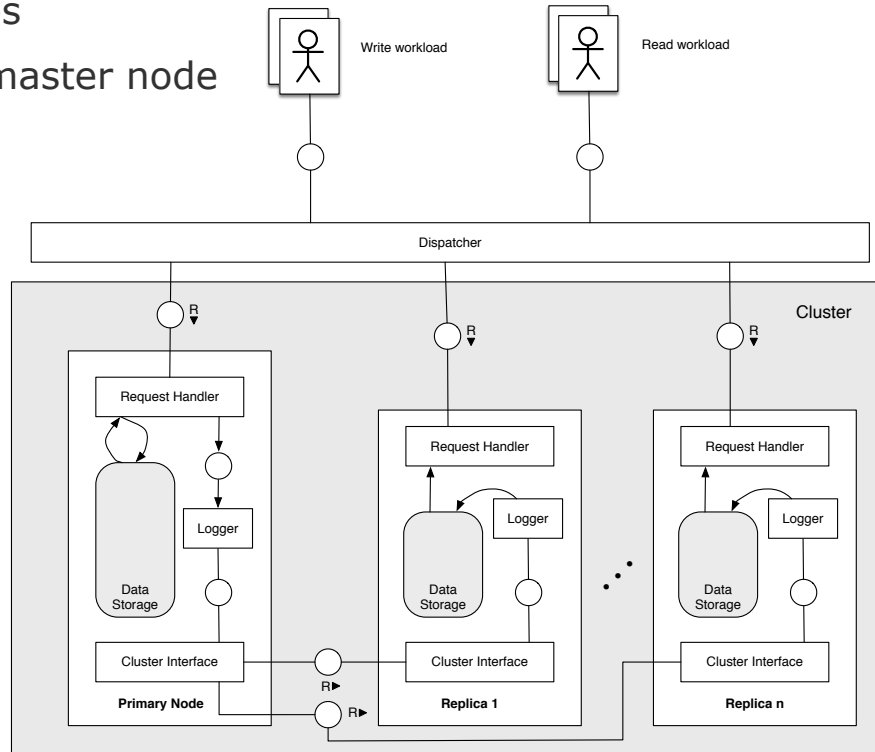 s
master node
Write workload
Read workload
Dispatcher
Cluster
R
R
R
Request Handler
Logger
Data
Storage
Cluster Interface
Primary Node
Request Handler
Logger
Data
Storage
Cluster Interface
Replica 1
Request Handler
Logger
Data
Storage
Cluster Interface
Replica n
R
R